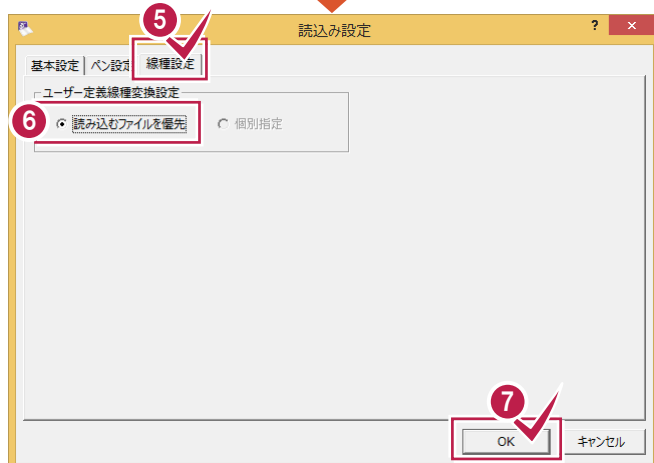 5
読込み設定
? ×
基本設定 ペン設定 線種設定
ユーザー定義線種変換設定
6
読み込むファイルを優先 個別指定
7
OK キャンセル